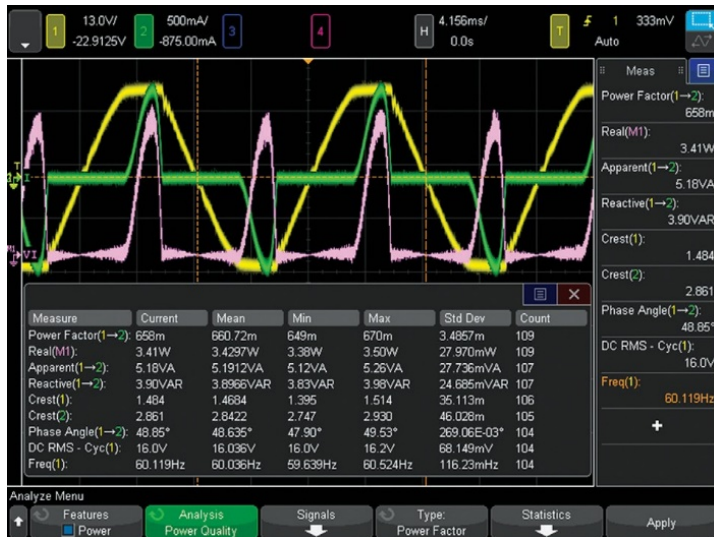 1 13.0V/ 2 500mA/ 3 4 H 4.156ms/ T 1 333mV
-22.9125V -875.00mA 0.0s Auto
Meas
Power Factor(1→2):
658m
Real(M1):
3.41W
Apparent(1→2):
5.18VA
Reactive(1→2):
3.90VAR
Crest(1):
1.484
Crest(2):
2.861
Phase Angle(1→2):
48.85°
DC RMS - Cyc(1):
16.0V
Freq(1):
60.119Hz
+
T
I
M1
VI
Measure Current Mean Min Max Std Dev Count
Power Factor(1→2): 658m 660.72m 649m 670m 3.4857m 109
Real(M1): 3.41W 3.4297W 3.38W 3.50W 27.970mW 109
Apparent(1→2): 5.18VA 5.1912VA 5.12VA 5.26VA 27.736mVA 107
Reactive(1→2): 3.90VAR 3.8966VAR 3.83VAR 3.98VAR 24.685mVAR 107
Crest(1): 1.484 1.4684 1.395 1.514 35.113m 106
Crest(2): 2.861 2.8422 2.747 2.930 46.028m 105
Phase Angle(1→2): 48.85° 48.635° 47.90° 49.53° 269.06E-03° 104
DC RMS - Cyc(1): 16.0V 16.036V 16.0V 16.2V 68.149mV 104
Freq(1): 60.119Hz 60.036Hz 59.639Hz 60.524Hz 116.23mHz 104
Analyze Menu
Features Analysis Signals Type: Statistics Apply
Power Power Quality Power Factor